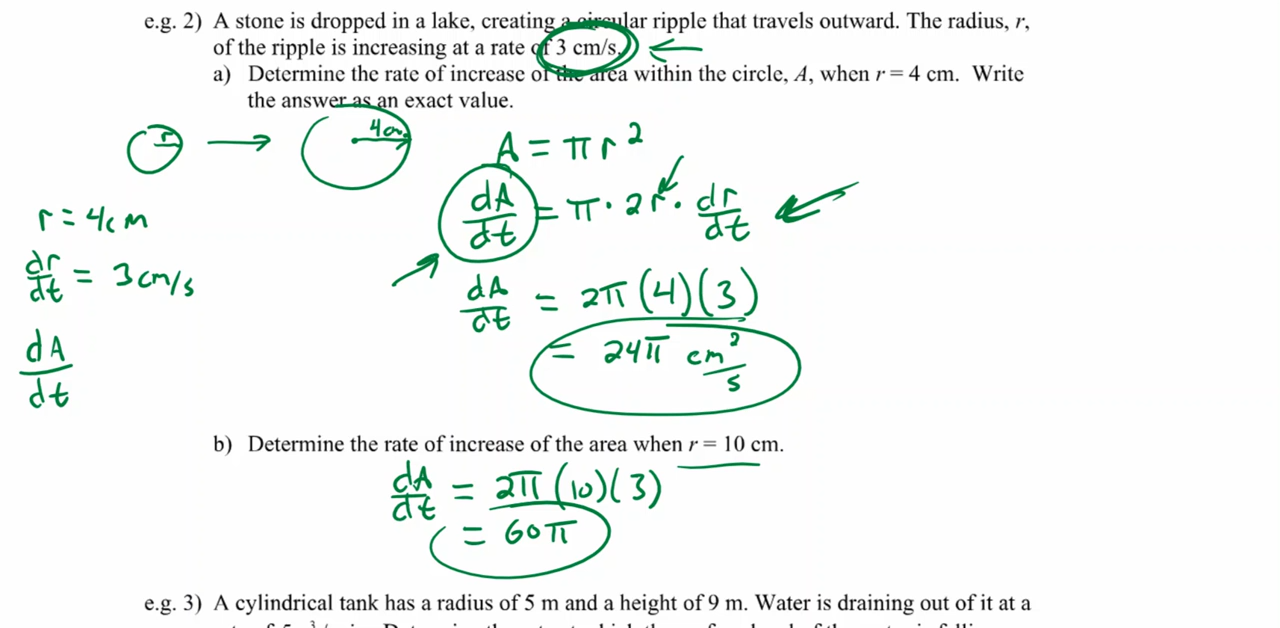 e.g. 2) A stone is dropped in a lake, creating a circular ripple that travels outward. The radius, r,
of the ripple is increasing at a rate of 3 cm/s.
a) Determine the rate of increase of the area within the circle, A, when r = 4 cm. Write
the answer as an exact value.
r
4cm
A = πr²
dA/dt = π · 2r · dr/dt
r = 4cm
dr/dt = 3 cm/s
dA/dt
dA/dt = 2π (4)(3)
= 24π cm²/s
b) Determine the rate of increase of the area when r = 10 cm.
dA/dt = 2π (10)(3)
= 60π
e.g. 3) A cylindrical tank has a radius of 5 m and a height of 9 m. Water is draining out of it at a